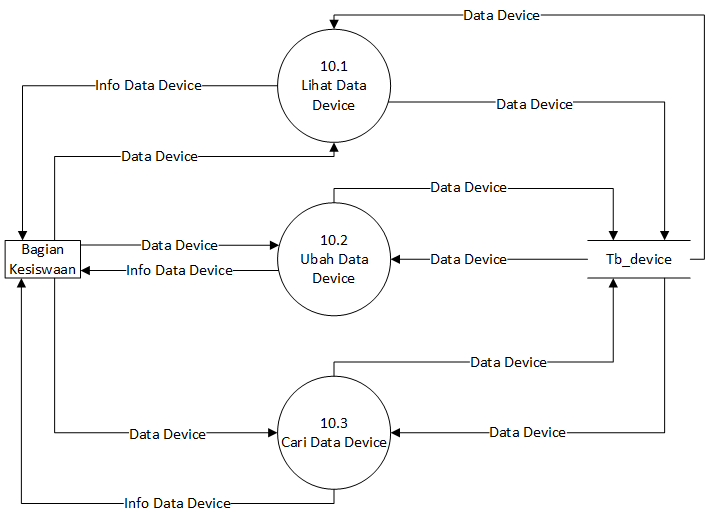 Data Device
10.1
Lihat Data
Device
Info Data Device
Data Device
Data Device
Data Device
10.2
Ubah Data
Device
Data Device
Info Data Device
Data Device
Bagian
Kesiswaan
Tb_device
Data Device
10.3
Cari Data Device
Data Device
Data Device
Info Data Device